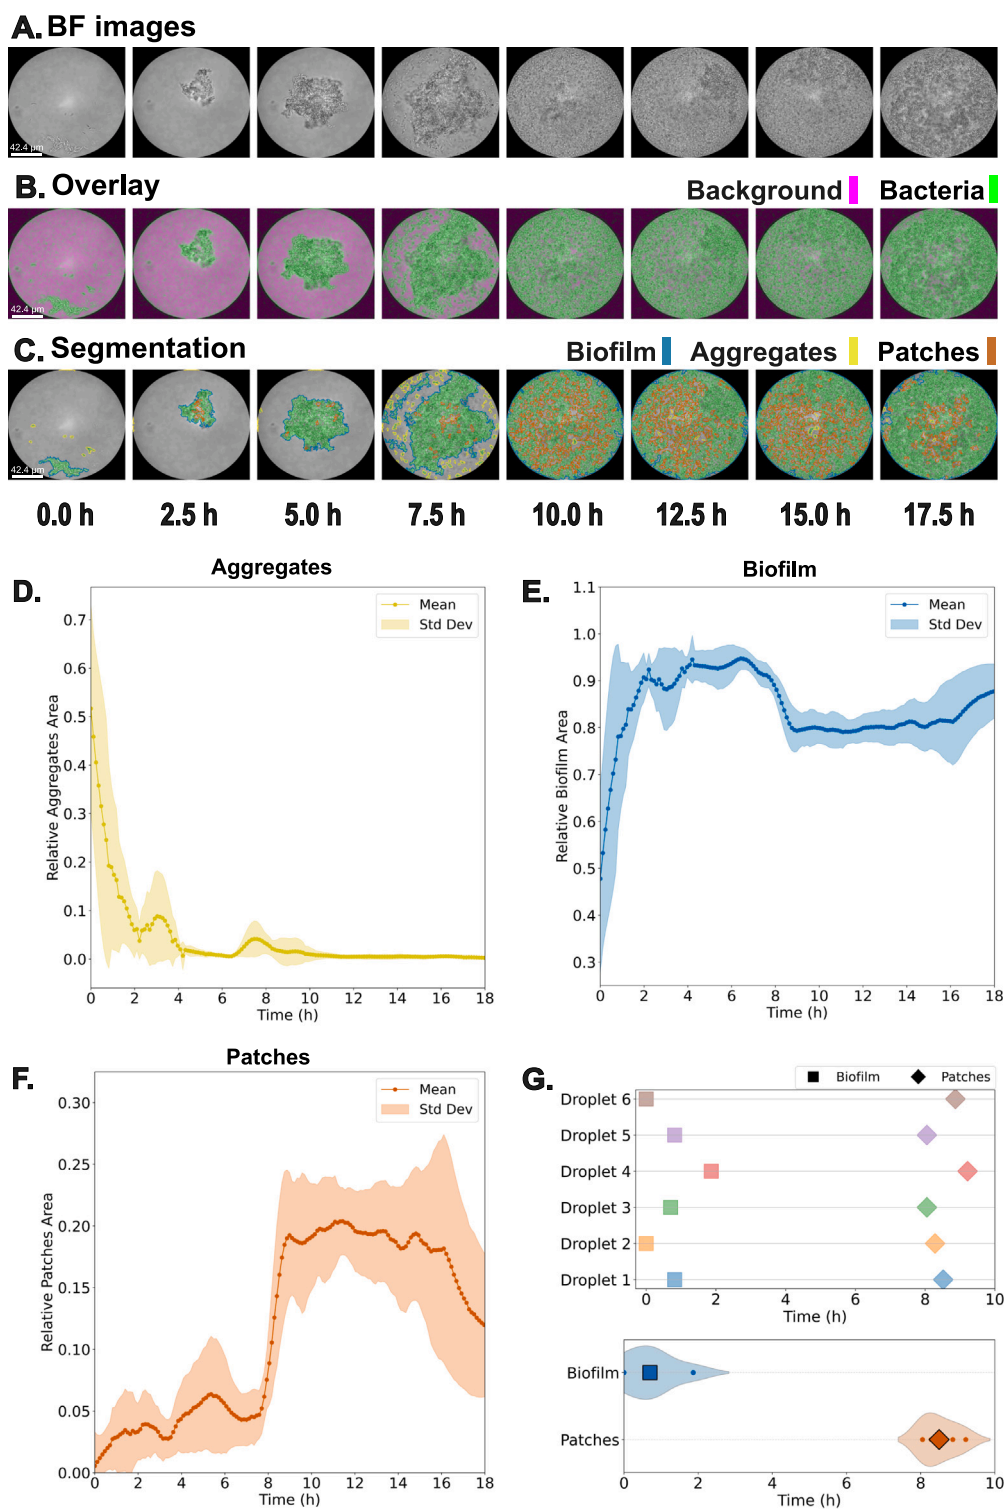 A. BF images
42.4 µm
B. Overlay
Background
Bacteria
42.4 µm
C. Segmentation
Biofilm
Aggregates
Patches
42.4 µm
0.0 h 2.5 h 5.0 h 7.5 h 10.0 h 12.5 h 15.0 h 17.5 h
D.
Aggregates
Mean
Std Dev
0.7
0.6
0.5
0.4
0.3
0.2
0.1
0.0
Relative Aggregates Area
0 2 4 6 8 10 12 14 16 18
Time (h)
E.
Biofilm
Mean
Std Dev
1.1
1.0
0.9
0.8
0.7
0.6
0.5
0.4
0.3
Relative Biofilm Area
0 2 4 6 8 10 12 14 16 18
Time (h)
F.
Patches
Mean
Std Dev
0.30
0.25
0.20
0.15
0.10
0.05
0.00
Relative Patches Area
0 2 4 6 8 10 12 14 16 18
Time (h)
G.
Biofilm Patches
Droplet 6
Droplet 5
Droplet 4
Droplet 3
Droplet 2
Droplet 1
0 2 4 6 8 10
Time (h)
Biofilm
Patches
0 2 4 6 8 10
Time (h)